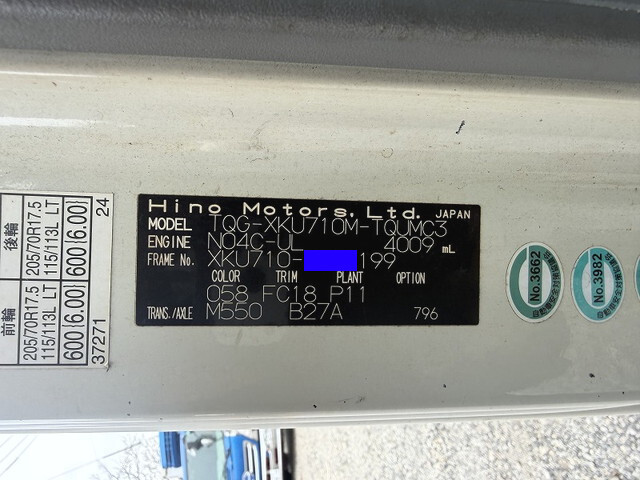 Hino Motors, Ltd. JAPAN
MODEL TQG-XKU710M-TQUMC3
ENGINE N04C-UL 4009 mL
FRAME No. XKU710- 199
COLOR TRIM PLANT OPTION
058 FC18 P11
TRANS./AXLE M550 B27A 796
前輪 後輪
205/70R17.5 205/70R17.5
115/113L LT 115/113L LT
600{6.00} 600{6.00}
37271 24
No.3662
No.3982